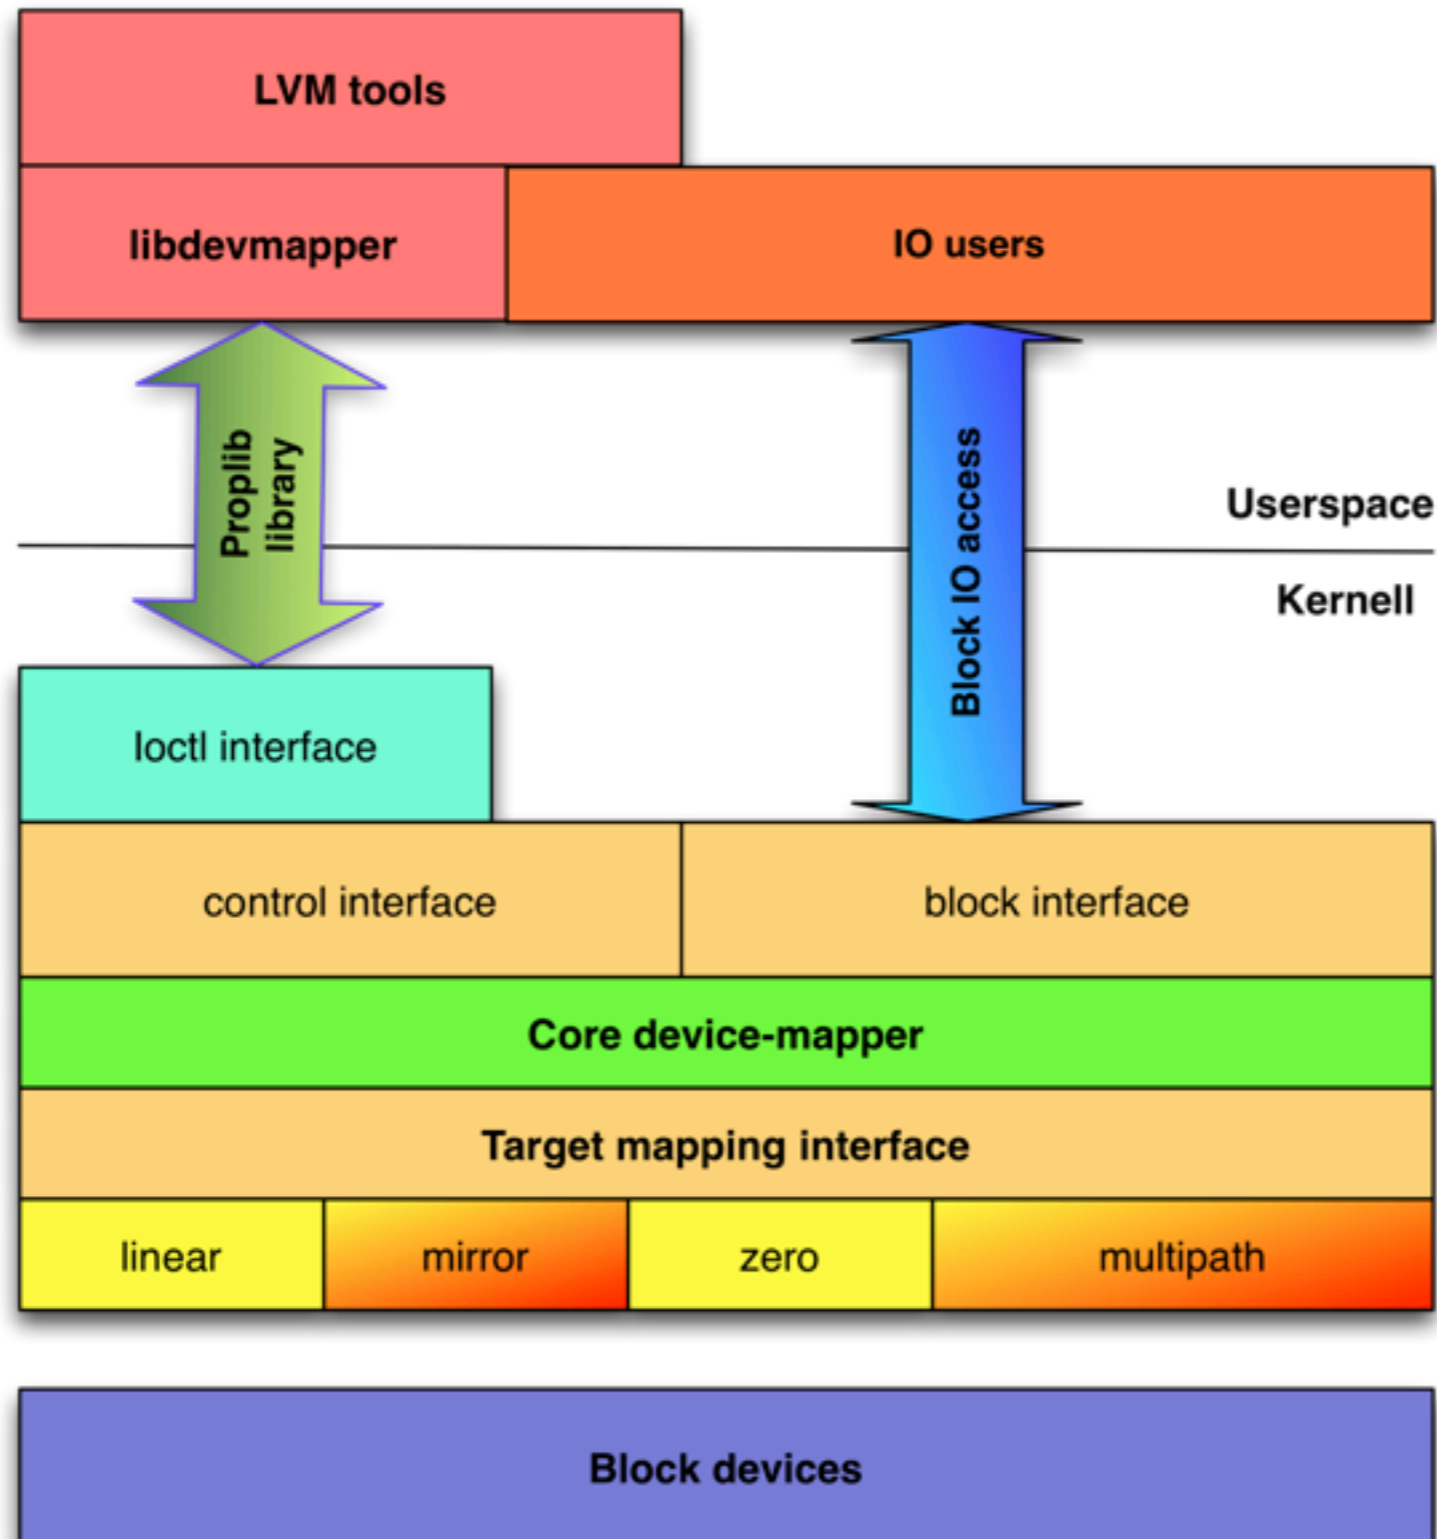 LVM tools
libdevmapper
IO users
Proplib
library
Block IO access
Userspace
Kernell
Ioctl interface
control interface
block interface
Core device-mapper
Target mapping interface
linear
mirror
zero
multipath
Block devices